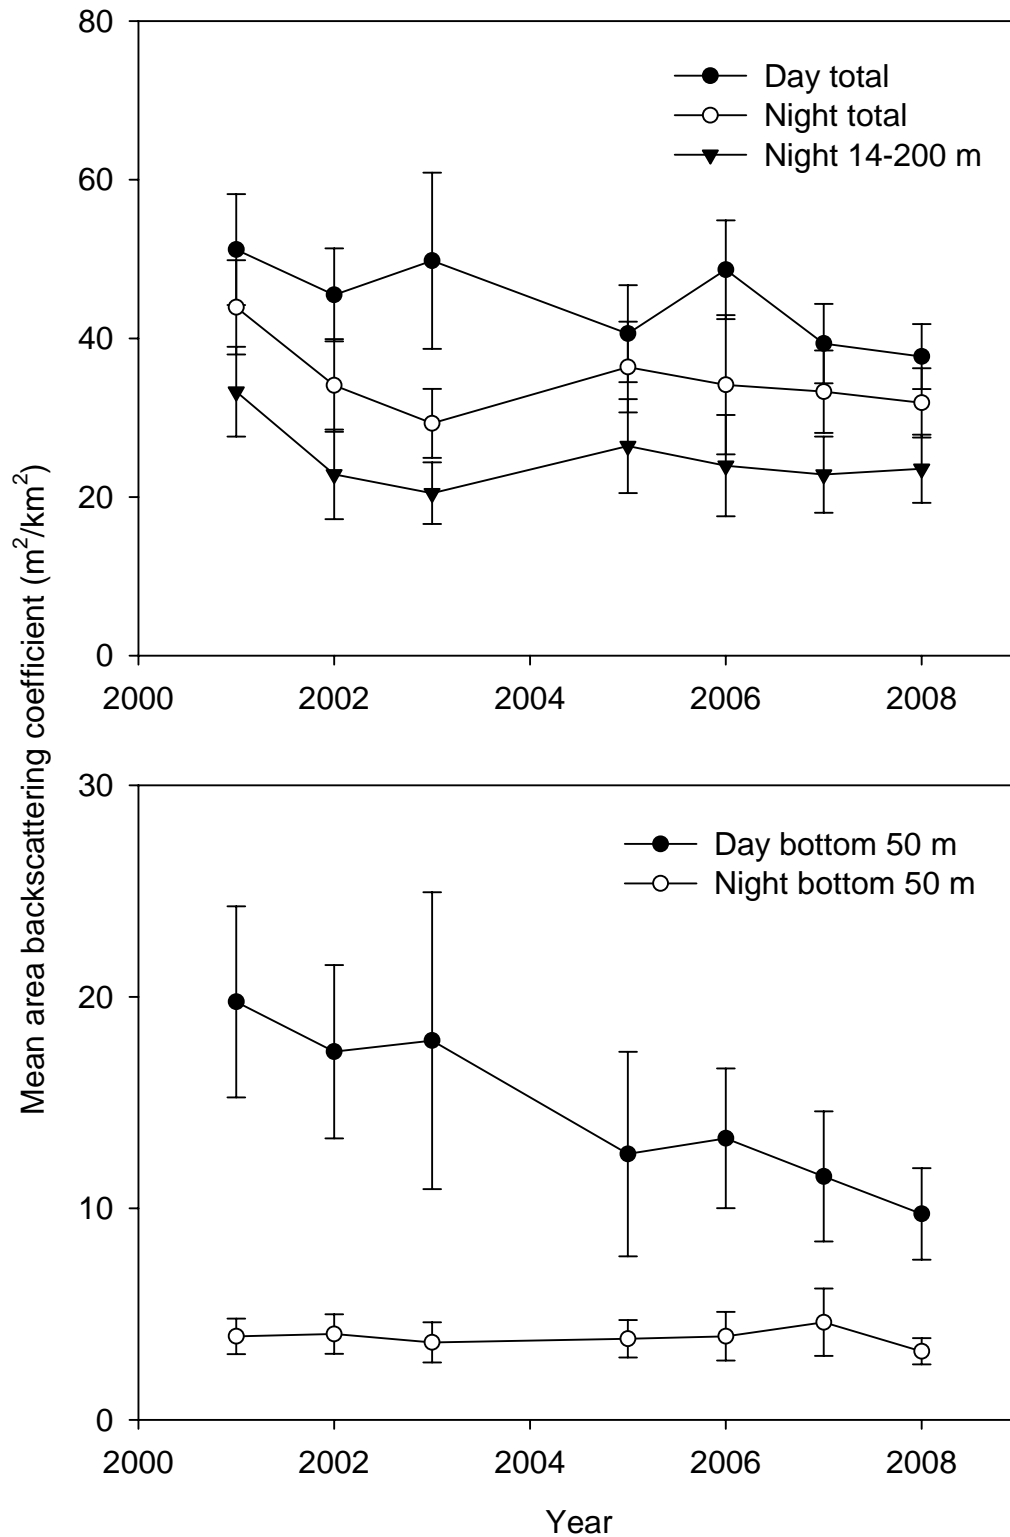 80
60
40
20
0
Day total
Night total
Night 14-200 m
2000 2002 2004 2006 2008
Mean area backscattering coefficient (m²/km²)
30
20
10
0
Day bottom 50 m
Night bottom 50 m
2000 2002 2004 2006 2008
Year